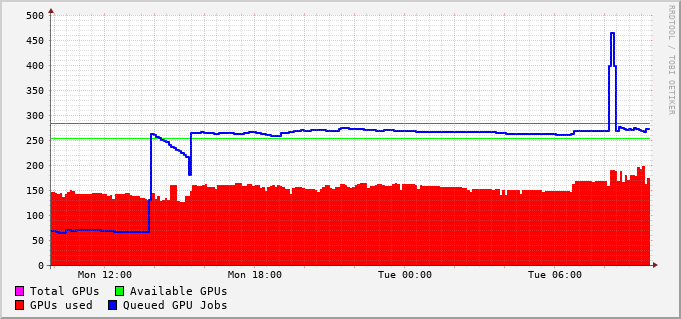 500
450
400
350
300
250
200
150
100
50
0
Mon 12:00 Mon 18:00 Tue 00:00 Tue 06:00
Total GPUs Available GPUs
GPUs used Queued GPU Jobs
RRDTOOL / TOBI OETIKER